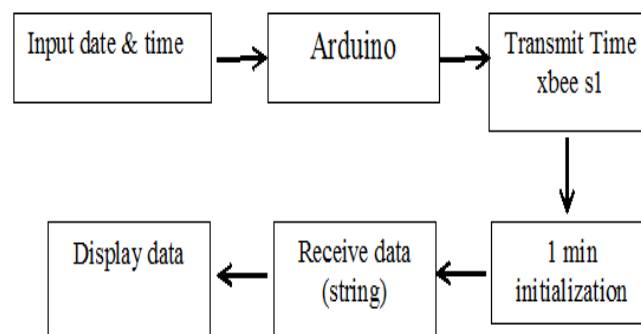 Input date & time
Arduino
Transmit Time
xbee s1
1 min
initialization
Receive data
(string)
Display data